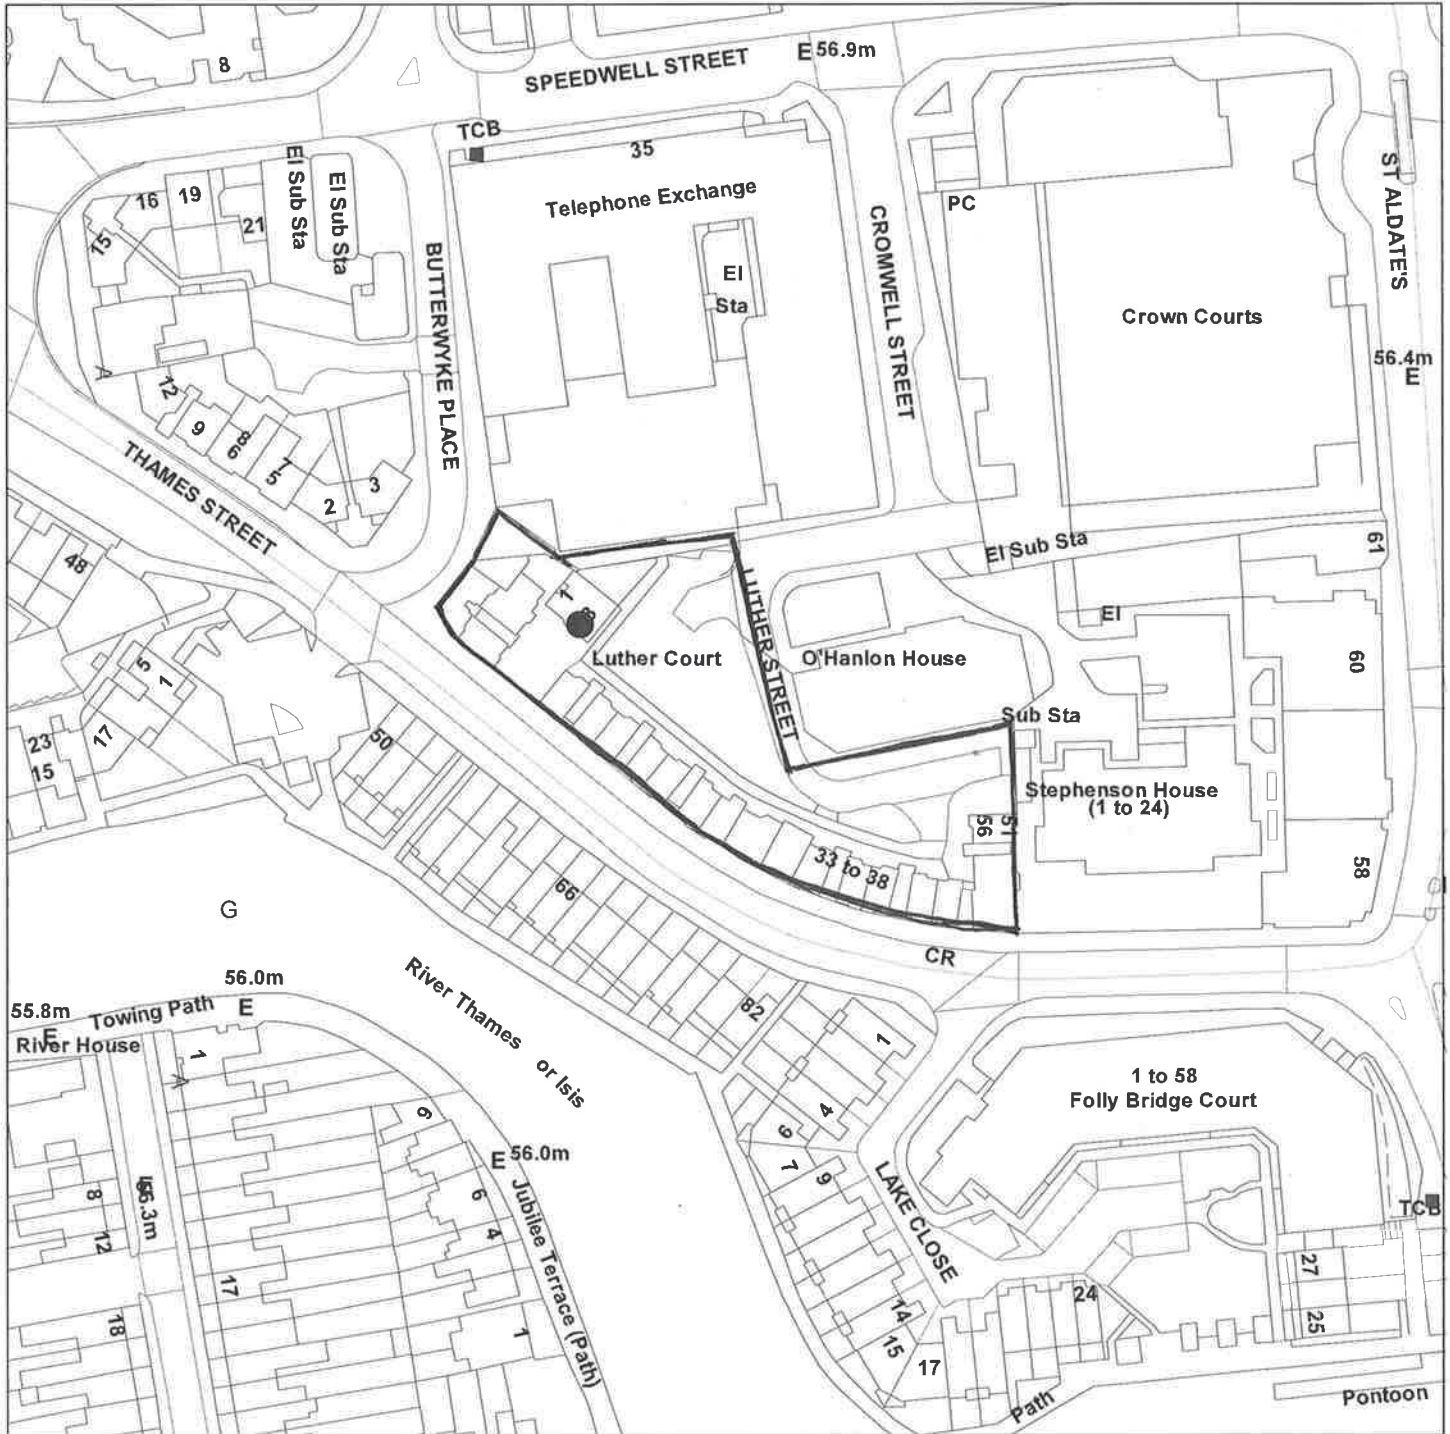 8
SPEEDWELL STREET
E 56.9m
TCB
35
Telephone Exchange
El Sub Sta
El Sub Sta
16
19
21
15
PC
ST ALDATE'S
BUTTERWYKE PLACE
CROMWELL STREET
El
Sta
Crown Courts
56.4m
E
A
12
9
8
6
7
5
2
3
THAMES STREET
48
El Sub Sta
61
1
8
LUTHER STREET
El
Luther Court
O'Hanlon House
60
5
1
17
23
15
50
Sub Sta
Stephenson House
(1 to 24)
56
51
33 to 38
58
66
G
CR
56.0m
E
55.8m
E
Towing Path
River House
River Thames
or Isis
82
1
A
1
4
6
7
9
1 to 58
Folly Bridge Court
9
E 56.0m
6
4
Jubilee Terrace (Path)
LAKE CLOSE
TCB
8
12
17
18
1
14
15
17
24
27
25
Path
Pontoon